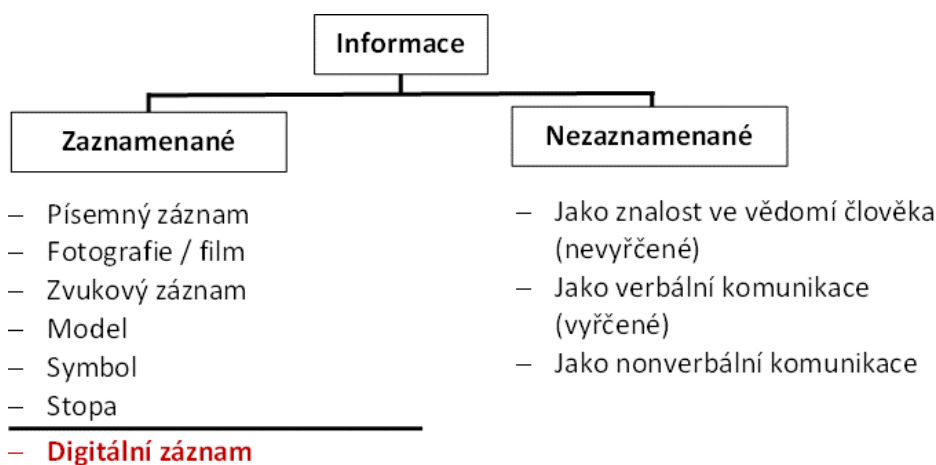 Informace
Zaznamenané
– Písemný záznam
– Fotografie / film
– Zvukový záznam
– Model
– Symbol
– Stopa
– Digitální záznam
Nezaznamenané
– Jako znalost ve vědomí člověka
(nevyřčené)
– Jako verbální komunikace
(vyřčené)
– Jako nonverbální komunikace